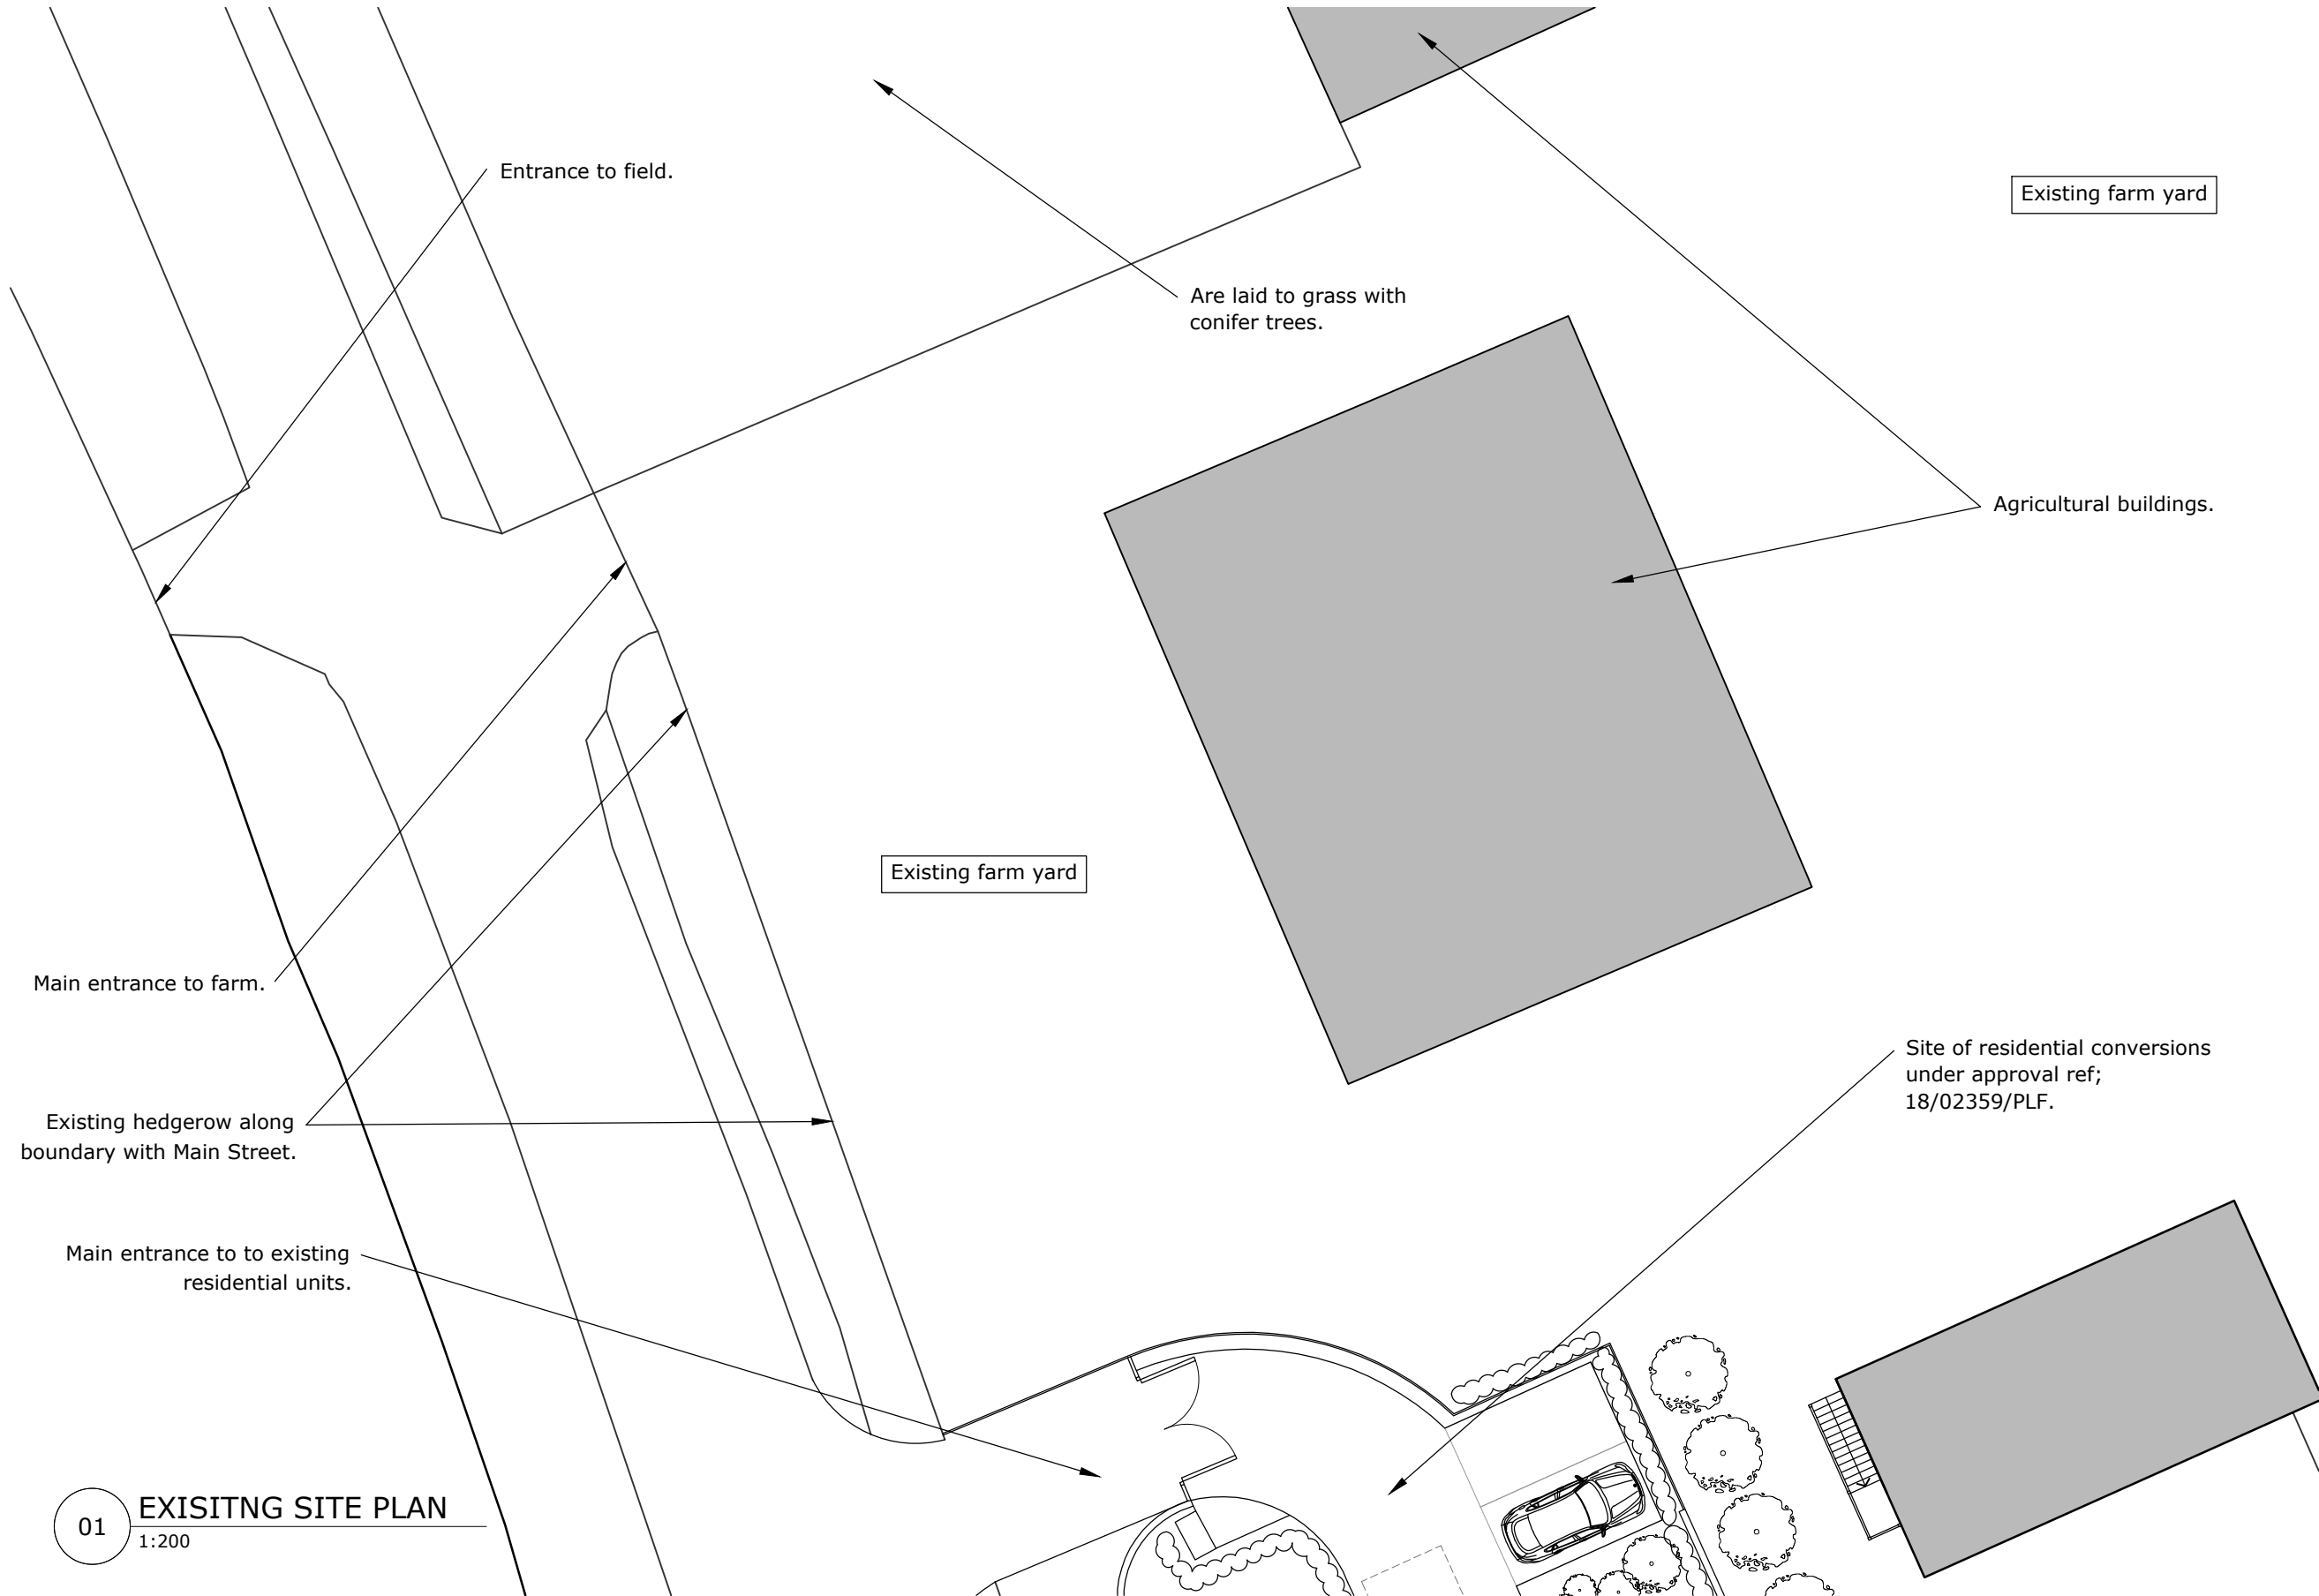 Entrance to field.
Existing farm yard
Are laid to grass with
conifer trees.
Agricultural buildings.
Existing farm yard
Main entrance to farm.
Site of residential conversions
under approval ref;
18/02359/PLF.
Existing hedgerow along
boundary with Main Street.
Main entrance to to existing
residential units.
01
EXISITNG SITE PLAN
1:200